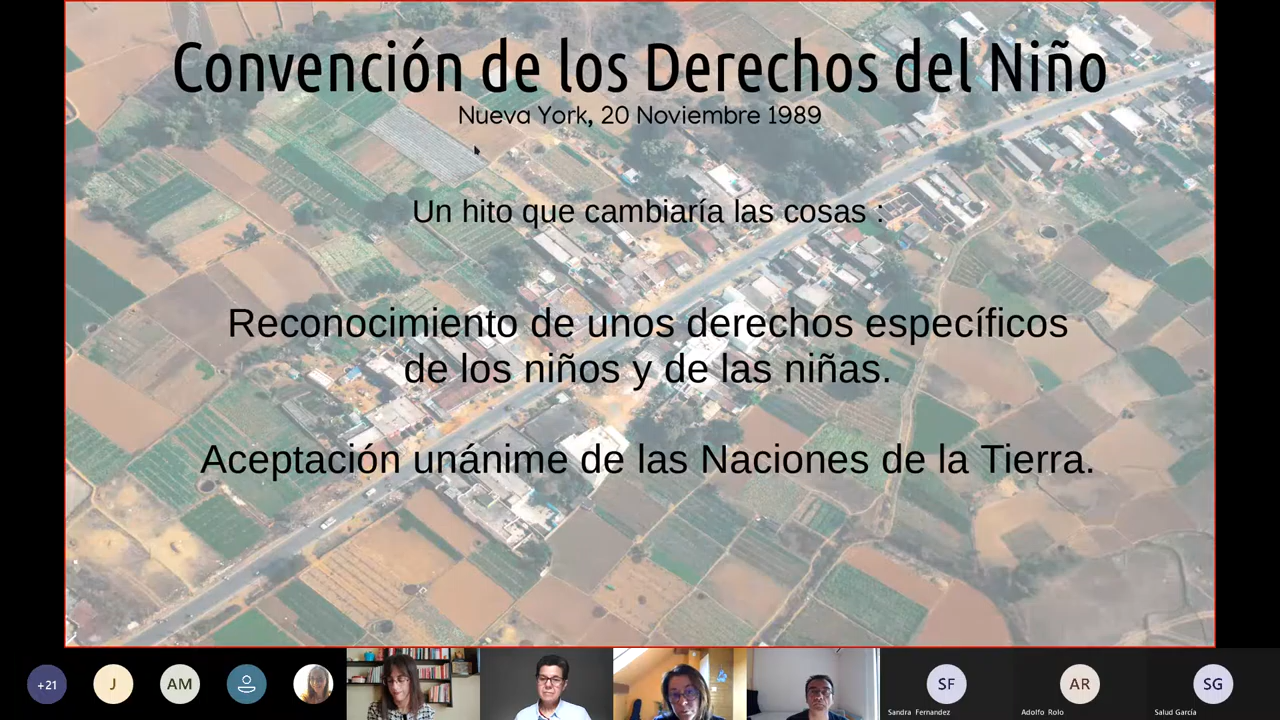 Convención de los Derechos del Niño
Nueva York, 20 Noviembre 1989
Un hito que cambiaría las cosas :
Reconocimiento de unos derechos específicos
de los niños y de las niñas.
Aceptación unánime de las Naciones de la Tierra.
+21
J
AM
SF
AR
SG
Sandra Fernandez
Adolfo Rolo
Salud García